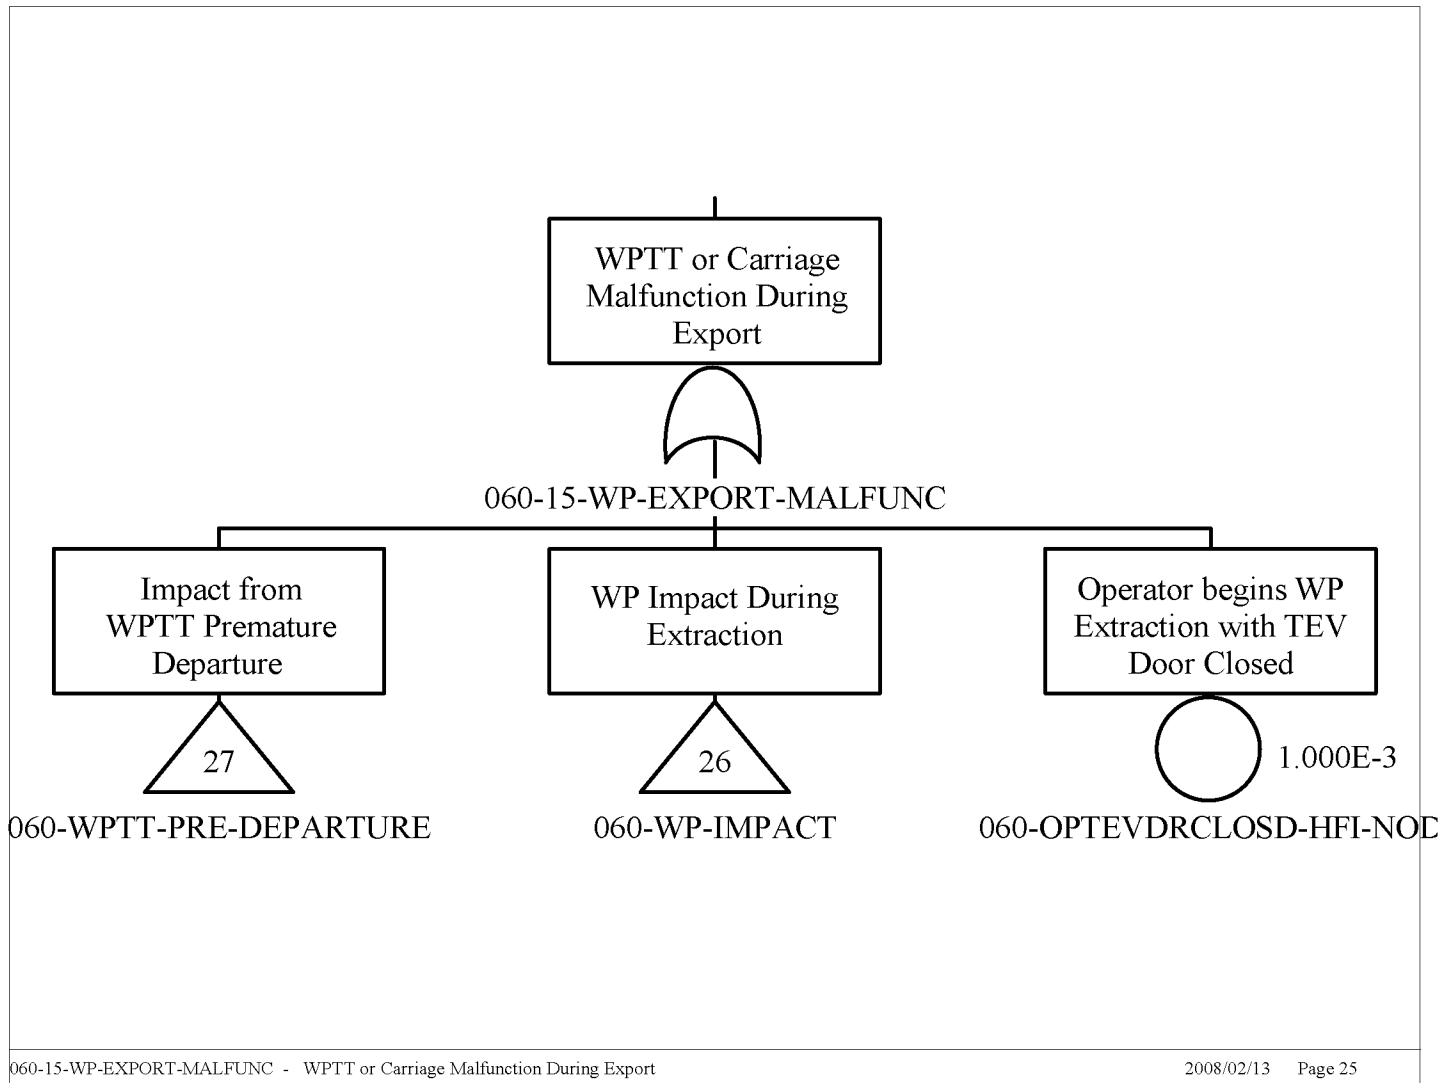 WPTT or Carriage
Malfunction During
Export
060-15-WP-EXPORT-MALFUNC
Impact from
WPTT Premature
Departure
27
060-WPTT-PRE-DEPARTURE
WP Impact During
Extraction
26
060-WP-IMPACT
Operator begins WP
Extraction with TEV
Door Closed
1.000E-3
060-OPTEVDRCLOSD-HFI-NOD
060-15-WP-EXPORT-MALFUNC - WPTT or Carriage Malfunction During Export
2008/02/13 Page 25